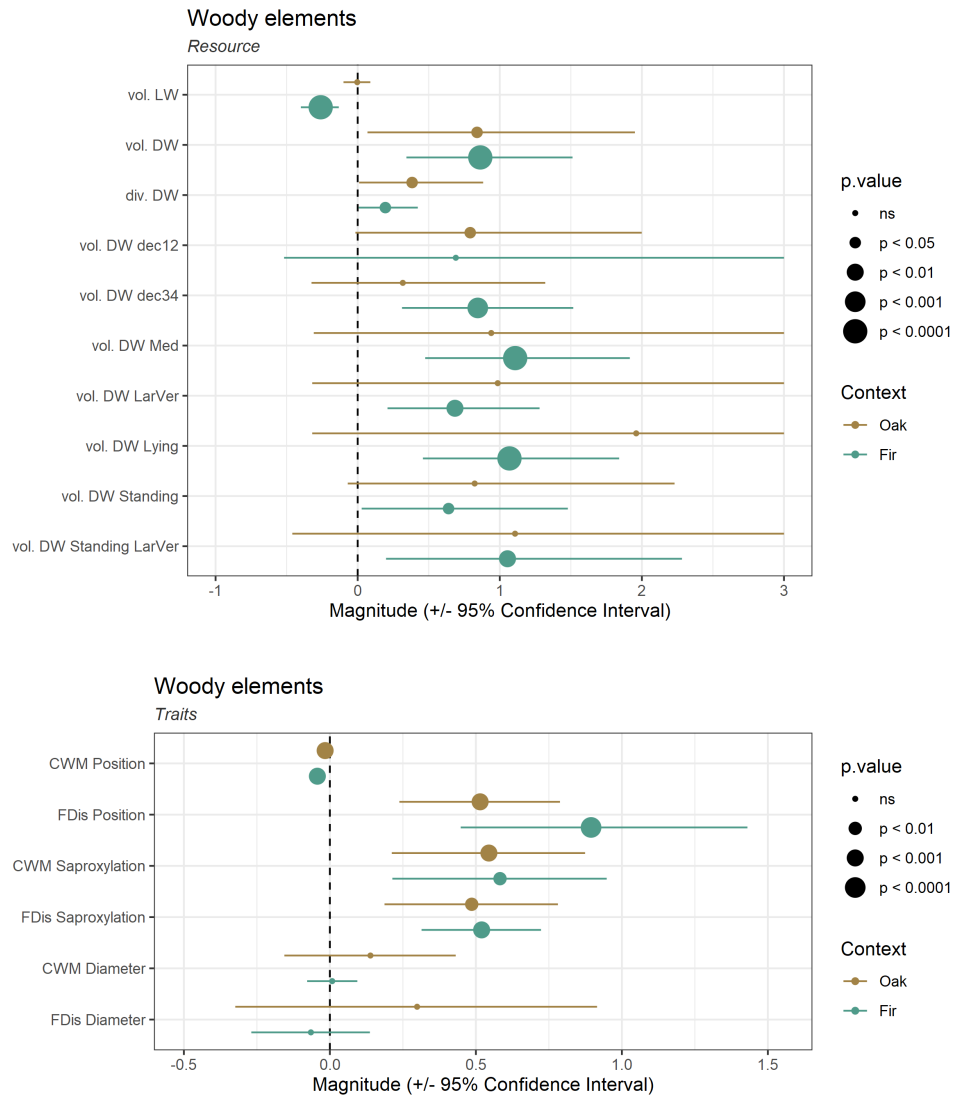 Woody elements
Resource
vol. LW
vol. DW
div. DW
vol. DW dec12
vol. DW dec34
vol. DW Med
vol. DW LarVer
vol. DW Lying
vol. DW Standing
vol. DW Standing LarVer
-1 0 1 2 3
Magnitude (+/- 95% Confidence Interval)
p.value
ns
p < 0.05
p < 0.01
p < 0.001
p < 0.0001
Context
Oak
Fir
Woody elements
Traits
CWM Position
FDis Position
CWM Saproxylation
FDis Saproxylation
CWM Diameter
FDis Diameter
-0.5 0.0 0.5 1.0 1.5
Magnitude (+/- 95% Confidence Interval)
p.value
ns
p < 0.01
p < 0.001
p < 0.0001
Context
Oak
Fir